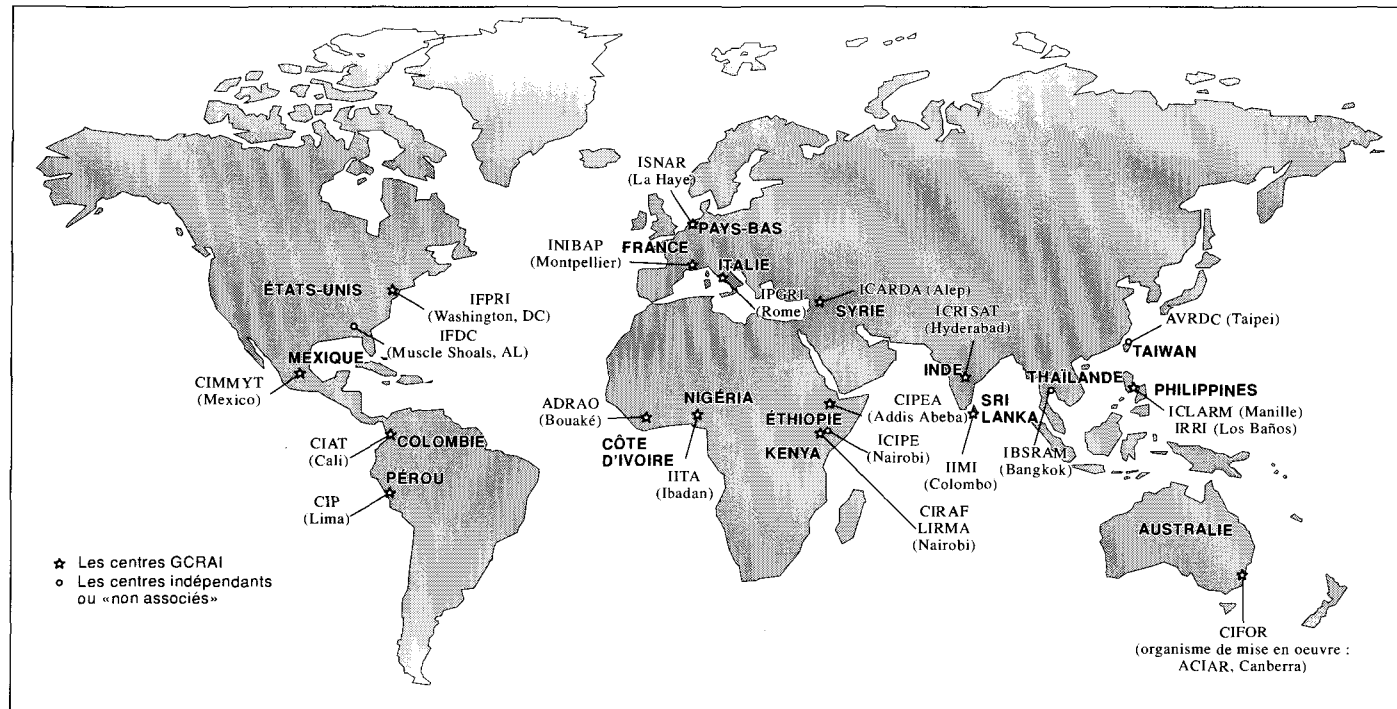 ISNAR
(La Haye)
PAYS-BAS
FRANCE
INIBAP
(Montpellier)
ITALIE
IPGRI
(Rome)
ICARDA (Alep)
SYRIE
ÉTATS-UNIS
IFPRI
(Washington, DC)
IFDC
(Muscle Shoals, AL)
MEXIQUE
CIMMYT
(Mexico)
CIAT
(Cali)
COLOMBIE
PÉROU
CIP
(Lima)
ADRAO
(Bouaké)
CÔTE
D'IVOIRE
NIGÉRIA
IITA
(Ibadan)
ÉTHIOPIE
KENYA
CIPEA
(Addis Abeba)
ICIPE
(Nairobi)
CIRAF
LIRMA
(Nairobi)
ICRISAT
(Hyderabad)
INDE
SRI
LANKA
IIMI
(Colombo)
THAÏLANDE
IBSRAM
(Bangkok)
AVRDC (Taipei)
TAIWAN
PHILIPPINES
ICLARM (Manille)
IRRI (Los Baños)
AUSTRALIE
CIFOR
(organisme de mise en oeuvre :
ACIAR, Canberra)
Les centres GCRAI
Les centres indépendants
ou «non associés»